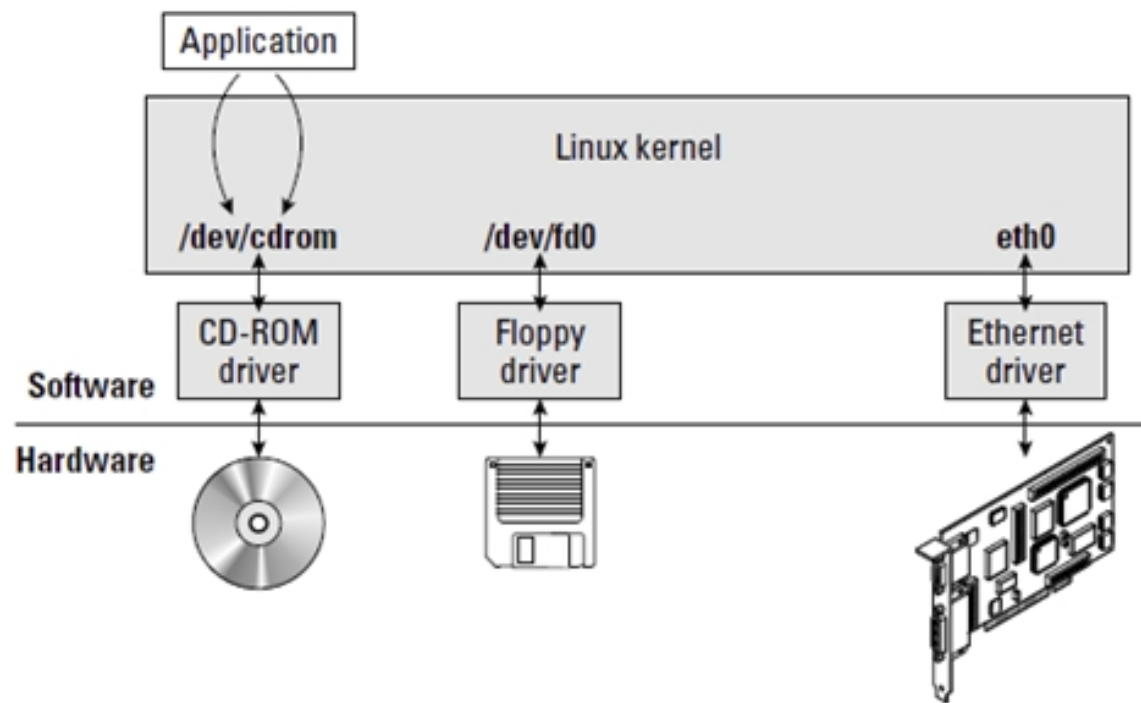 Application
Linux kernel
/dev/cdrom
/dev/fd0
eth0
CD-ROM
driver
Floppy
driver
Ethernet
driver
Software
Hardware